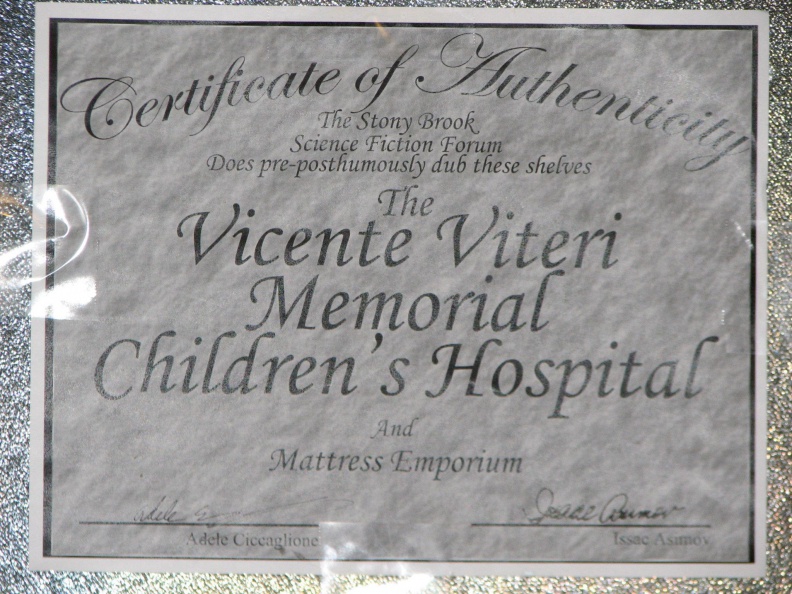 Certificate of Authenticity
The Stony Brook
Science Fiction Forum
Does pre-posthumously dub these shelves
The
Vicente Viteri
Memorial
Children's Hospital
And
Mattress Emporium
Adele Ciccaglione
Issac Asimov